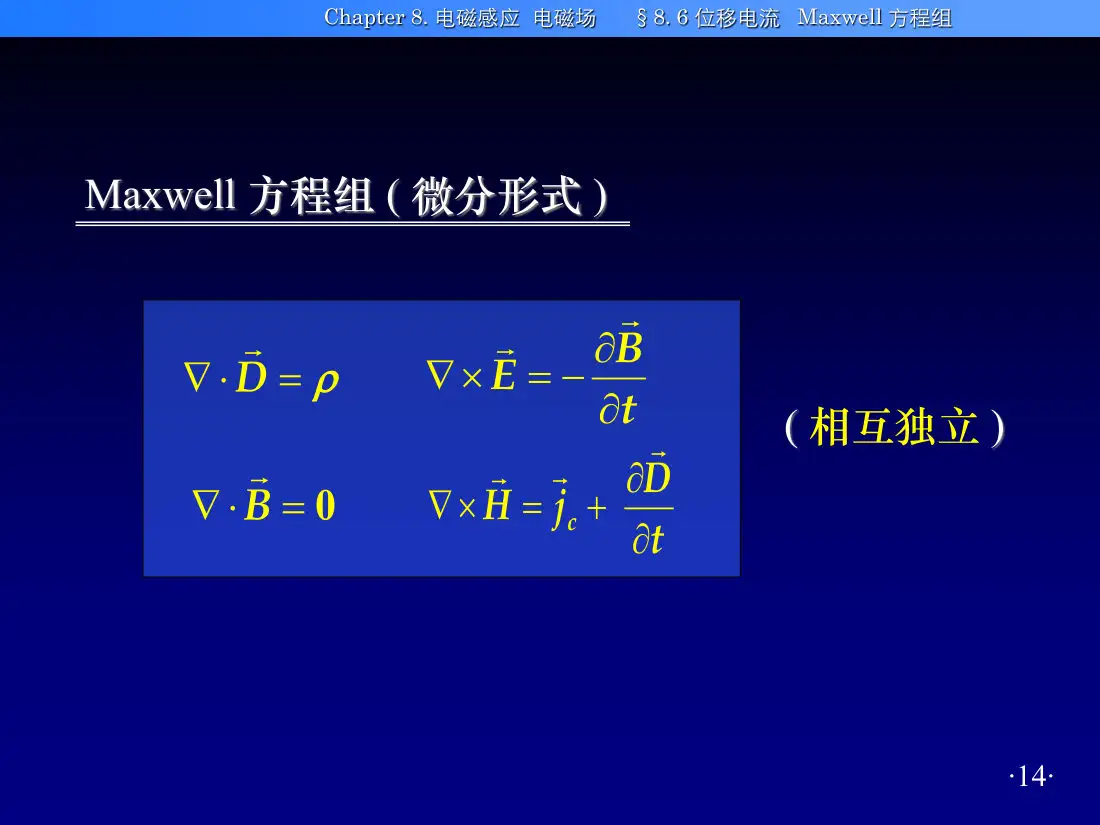 Chapter 8. 电磁感应 电磁场 §8. 6 位移电流 Maxwell 方程组
Maxwell 方程组 ( 微分形式 )
∇·D⃗ = ρ ∇×E⃗ = −∂B⃗/∂t
( 相互独立 )
∇·B⃗ = 0 ∇×H⃗ = j⃗c + ∂D⃗/∂t
·14·